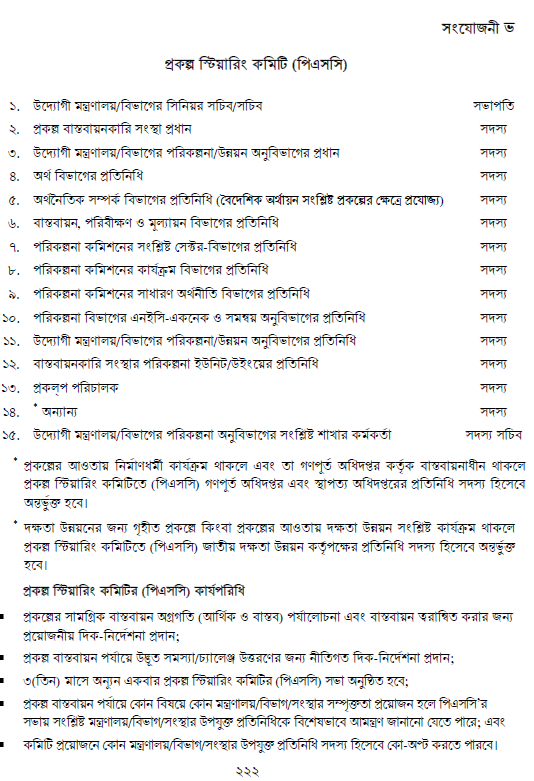 সংযোজনী ভ
প্রকল্প স্টিয়ারিং কমিটি (পিএসসি)
১. উদ্যোগী মন্ত্রণালয়/বিভাগের সিনিয়র সচিব/সচিব সভাপতি
২. প্রকল্প বাস্তবায়নকারি সংস্থা প্রধান সদস্য
৩. উদ্যোগী মন্ত্রণালয়/বিভাগের পরিকল্পনা/উন্নয়ন অনুবিভাগের প্রধান সদস্য
৪. অর্থ বিভাগের প্রতিনিধি সদস্য
৫. অর্থনৈতিক সম্পর্ক বিভাগের প্রতিনিধি (বৈদেশিক অর্থায়ন সংশ্লিষ্ট প্রকল্পের ক্ষেত্রে প্রযোজ্য) সদস্য
৬. বাস্তবায়ন, পরিবীক্ষণ ও মূল্যায়ন বিভাগের প্রতিনিধি সদস্য
৭. পরিকল্পনা কমিশনের সংশ্লিষ্ট সেক্টর-বিভাগের প্রতিনিধি সদস্য
৮. পরিকল্পনা কমিশনের কার্যক্রম বিভাগের প্রতিনিধি সদস্য
৯. পরিকল্পনা কমিশনের সাধারণ অর্থনীতি বিভাগের প্রতিনিধি সদস্য
১০. পরিকল্পনা বিভাগের এনইসি-একনেক ও সমন্বয় অনুবিভাগের প্রতিনিধি সদস্য
১১. উদ্যোগী মন্ত্রণালয়/বিভাগের পরিকল্পনা/উন্নয়ন অনুবিভাগের প্রতিনিধি সদস্য
১২. বাস্তবায়নকারি সংস্থার পরিকল্পনা ইউনিট/উইংয়ের প্রতিনিধি সদস্য
১৩. প্রকল্প পরিচালক সদস্য
১৪. * অন্যান্য সদস্য
১৫. উদ্যোগী মন্ত্রণালয়/বিভাগের পরিকল্পনা অনুবিভাগের সংশ্লিষ্ট শাখার কর্মকর্তা সদস্য সচিব
* প্রকল্পের আওতায় নির্মাণধর্মী কার্যক্রম থাকলে এবং তা গণপূর্ত অধিদপ্তর কর্তৃক বাস্তবায়নাধীন থাকলে
প্রকল্প স্টিয়ারিং কমিটিতে (পিএসসি) গণপূর্ত অধিদপ্তর এবং স্থাপত্য অধিদপ্তরের প্রতিনিধি সদস্য হিসেবে
অন্তর্ভুক্ত হবে।
* দক্ষতা উন্নয়নের জন্য গৃহীত প্রকল্পে কিংবা প্রকল্পের আওতায় দক্ষতা উন্নয়ন সংশ্লিষ্ট কার্যক্রম থাকলে
প্রকল্প স্টিয়ারিং কমিটিতে (পিএসসি) জাতীয় দক্ষতা উন্নয়ন কর্তৃপক্ষের প্রতিনিধি সদস্য হিসেবে অন্তর্ভুক্ত
হবে।
প্রকল্প স্টিয়ারিং কমিটির (পিএসসি) কার্যপরিধি
▪ প্রকল্পের সামগ্রিক বাস্তবায়ন অগ্রগতি (আর্থিক ও বাস্তব) পর্যালোচনা এবং বাস্তবায়ন ত্বরান্বিত করার জন্য
প্রয়োজনীয় দিক-নির্দেশনা প্রদান;
▪ প্রকল্প বাস্তবায়ন পর্যায়ে উদ্ভূত সমস্যা/চ্যালেঞ্জ উত্তরণের জন্য নীতিগত দিক-নির্দেশনা প্রদান;
▪ ৩(তিন) মাসে অন্যূন একবার প্রকল্প স্টিয়ারিং কমিটির (পিএসসি) সভা অনুষ্ঠিত হবে;
▪ প্রকল্প বাস্তবায়ন পর্যায়ে কোন বিষয়ে কোন মন্ত্রণালয়/বিভাগ/সংস্থার সম্পৃক্ততা প্রয়োজন হলে পিএসসি'র
সভায় সংশ্লিষ্ট মন্ত্রণালয়/বিভাগ/সংস্থার উপযুক্ত প্রতিনিধিকে বিশেষভাবে আমন্ত্রণ জানানো যেতে পারে; এবং
▪ কমিটি প্রয়োজনে কোন মন্ত্রণালয়/বিভাগ/সংস্থার উপযুক্ত প্রতিনিধি সদস্য হিসেবে কো-অপ্ট করতে পারবে।
২২২